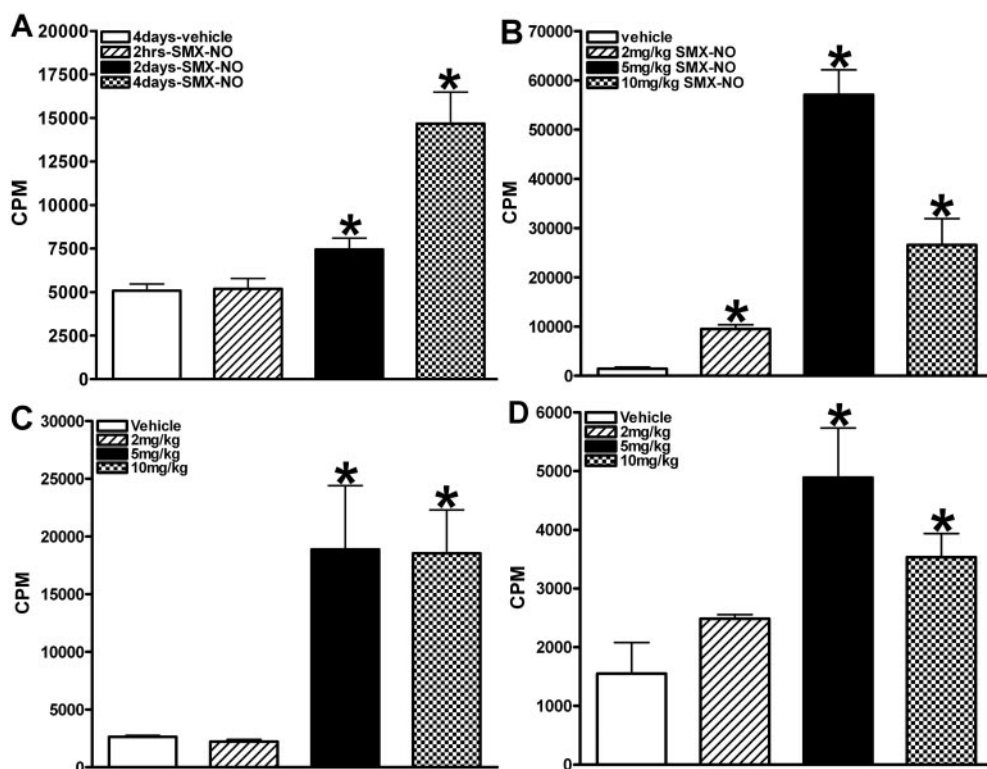 A
4days-vehicle
2hrs-SMX-NO
2days-SMX-NO
4days-SMX-NO
20000
17500
15000
12500
10000
7500
5000
2500
0
CPM
*
*
B
vehicle
2mg/kg SMX-NO
5mg/kg SMX-NO
10mg/kg SMX-NO
70000
60000
50000
40000
30000
20000
10000
0
CPM
*
*
*
C
Vehicle
2mg/kg
5mg/kg
10mg/kg
30000
25000
20000
15000
10000
5000
0
CPM
*
*
D
Vehicle
2mg/kg
5mg/kg
10mg/kg
6000
5000
4000
3000
2000
1000
0
CPM
*
*